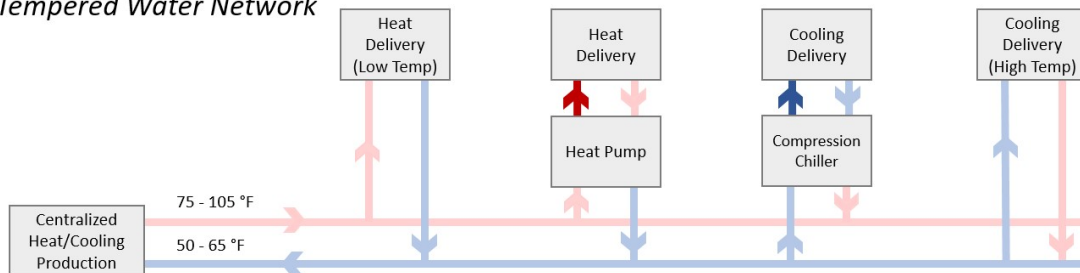 Tempered Water Network
Heat
Delivery
(Low Temp)
Heat
Delivery
Cooling
Delivery
Cooling
Delivery
(High Temp)
Heat Pump
Compression
Chiller
75 - 105 °F
50 - 65 °F
Centralized
Heat/Cooling
Production